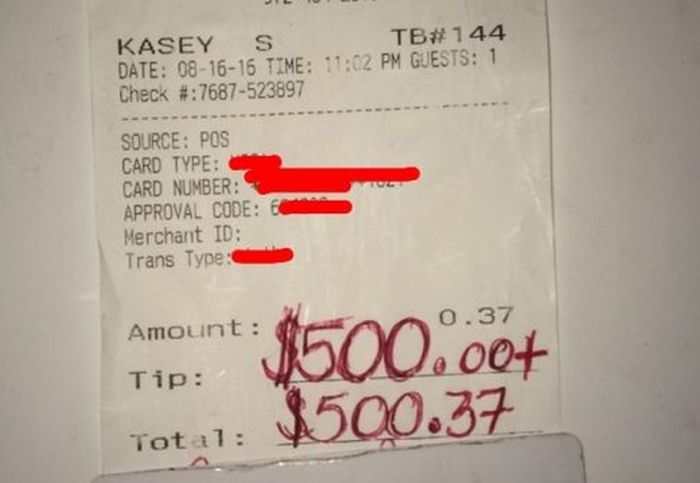 KASEY S TB#144
DATE: 08-16-16 TIME: 11:02 PM GUESTS: 1
Check #:7687-523897
SOURCE: POS
CARD TYPE:
CARD NUMBER:
APPROVAL CODE: 6
Merchant ID:
Trans Type:
Amount: 0.37
Tip: $500.00+
Total: $500.37